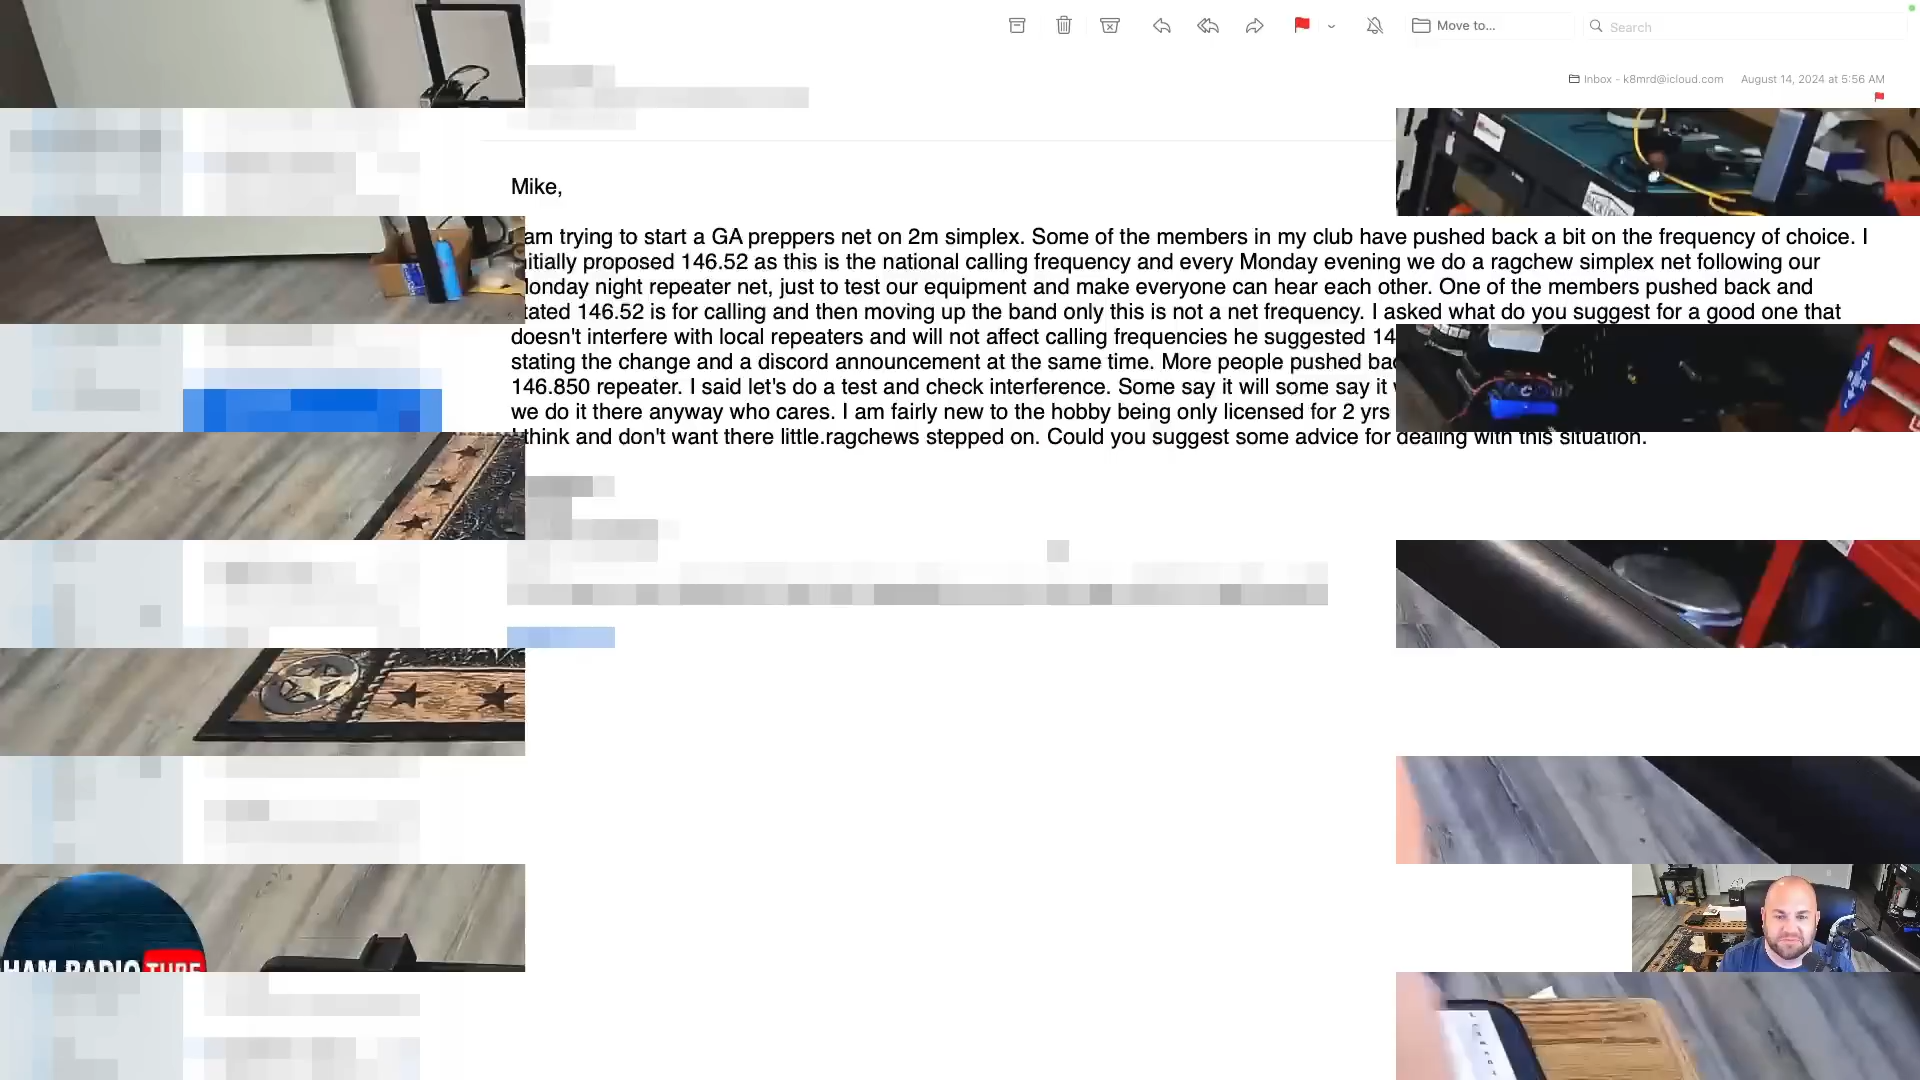 Move to...
Search
Inbox - k8mrd@icloud.com August 14, 2024 at 5:56 AM
Mike,
am trying to start a GA preppers net on 2m simplex. Some of the members in my club have pushed back a bit on the frequency of choice. I
itially proposed 146.52 as this is the national calling frequency and every Monday evening we do a ragchew simplex net following our
onday night repeater net, just to test our equipment and make everyone can hear each other. One of the members pushed back and
tated 146.52 is for calling and then moving up the band only this is not a net frequency. I asked what do you suggest for a good one that
doesn't interfere with local repeaters and will not affect calling frequencies he suggested 14
stating the change and a discord announcement at the same time. More people pushed bac
146.850 repeater. I said let's do a test and check interference. Some say it will some say it
we do it there anyway who cares. I am fairly new to the hobby being only licensed for 2 yrs
I think and don't want there little.ragchews stepped on. Could you suggest some advice for dealing with this situation.
HAM RADIO TUBE